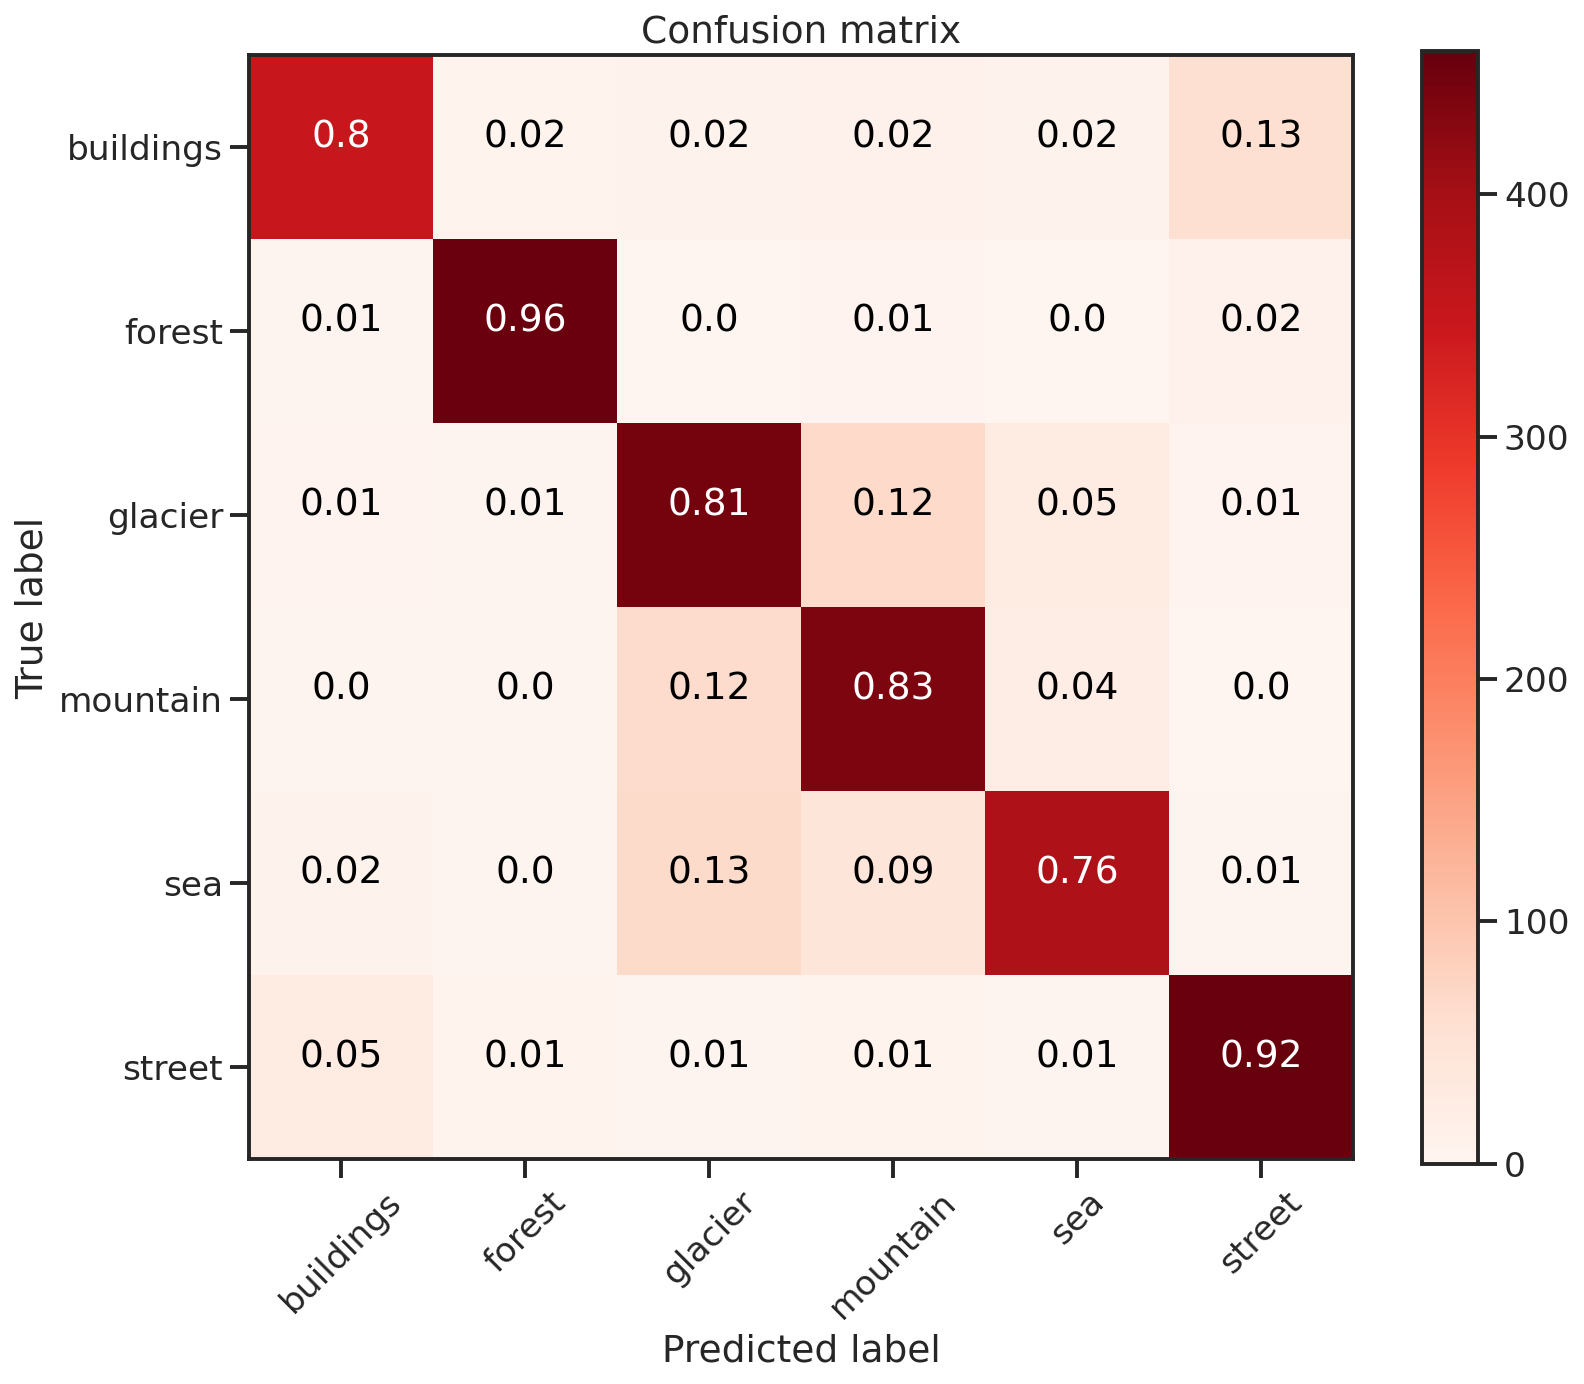 Confusion matrix
buildings 0.8 0.02 0.02 0.02 0.02 0.13
forest 0.01 0.96 0.0 0.01 0.0 0.02
glacier 0.01 0.01 0.81 0.12 0.05 0.01
mountain 0.0 0.0 0.12 0.83 0.04 0.0
sea 0.02 0.0 0.13 0.09 0.76 0.01
street 0.05 0.01 0.01 0.01 0.01 0.92
True label
buildings forest glacier mountain sea street
Predicted label
400
300
200
100
0